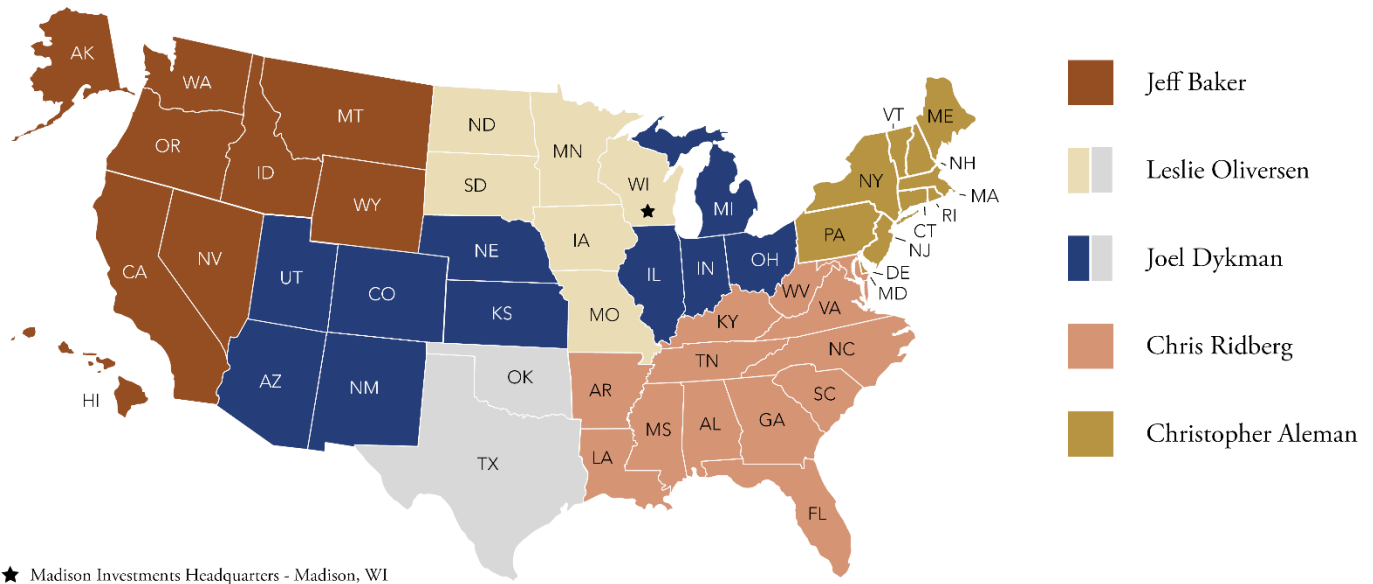 AK
WA
MT
OR
ID
WY
CA
NV
HI
ND
MN
SD
WI
IA
MO
NE
KS
UT
CO
AZ
NM
MI
IL
IN
OH
OK
TX
VT
ME
NH
NY
MA
RI
CT
NJ
PA
DE
MD
WV
VA
KY
NC
TN
SC
AR
MS
AL
GA
LA
FL
Jeff Baker
Leslie Oliversen
Joel Dykman
Chris Ridberg
Christopher Aleman
Madison Investments Headquarters - Madison, WI